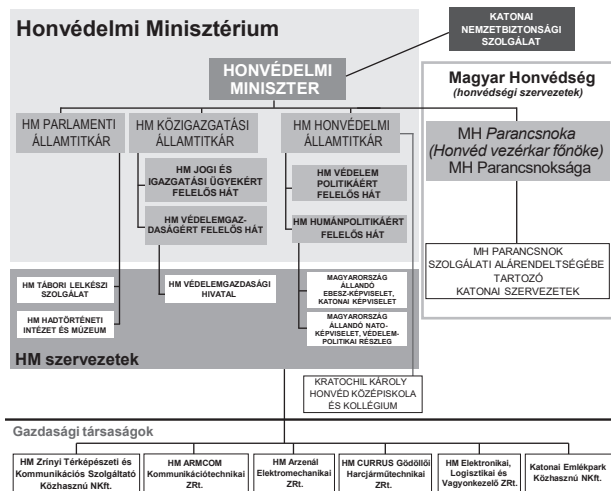 Honvédelmi Minisztérium
KATONAI
NEMZETBIZTONSÁGI
SZOLGÁLAT
HONVÉDELMI
MINISZTER
Magyar Honvédség
(honvédségi szervezetek)
HM PARLAMENTI
ÁLLAMTITKÁR
HM KÖZIGAZGATÁSI
ÁLLAMTITKÁR
HM HONVÉDELMI
ÁLLAMTITKÁR
MH Parancsnoka
(Honvéd vezérkar főnöke)
MH Parancsnoksága
HM JOGI ÉS
IGAZGATÁSI ÜGYEKÉRT
FELELŐS HÁT
HM VÉDELEM
POLITIKÁÉRT
FELELŐS HÁT
HM VÉDELEMGAZ-
DASÁGÉRT FELELŐS HÁT
HM HUMÁNPOLITIKÁÉRT
FELELŐS HÁT
MH PARANCSNOK
SZOLGÁLATI ALÁRENDELTSÉGÉBE
TARTOZÓ
KATONAI SZERVEZETEK
HM TÁBORI LELKÉSZI
SZOLGÁLAT
HM VÉDELEMGAZDASÁGI
HIVATAL
MAGYARORSZÁG
ÁLLANDÓ
EBESZ-KÉPVISELET,
KATONAI KÉPVISELET
HM HADTÖRTÉNETI
INTÉZET ÉS MÚZEUM
MAGYARORSZÁG
ÁLLANDÓ NATO-
KÉPVISELET, VÉDELEM-
POLITIKAI RÉSZLEG
HM szervezetek
KRATOCHIL KÁROLY
HONVÉD KÖZÉPISKOLA
ÉS KOLLÉGIUM
Gazdasági társaságok
HM Zrínyi Térképészeti és
Kommunikációs Szolgáltató
Közhasznú NKft.
HM ARMCOM
Kommunikációtechnikai
ZRt.
HM Arzenál
Elektromechanikai
ZRt.
HM CURRUS Gödöllői
Harcjárműtechnikai
ZRt.
HM Elektronikai,
Logisztikai és
Vagyonkezelő ZRt.
Katonai Emlékpark
Közhasznú NKft.